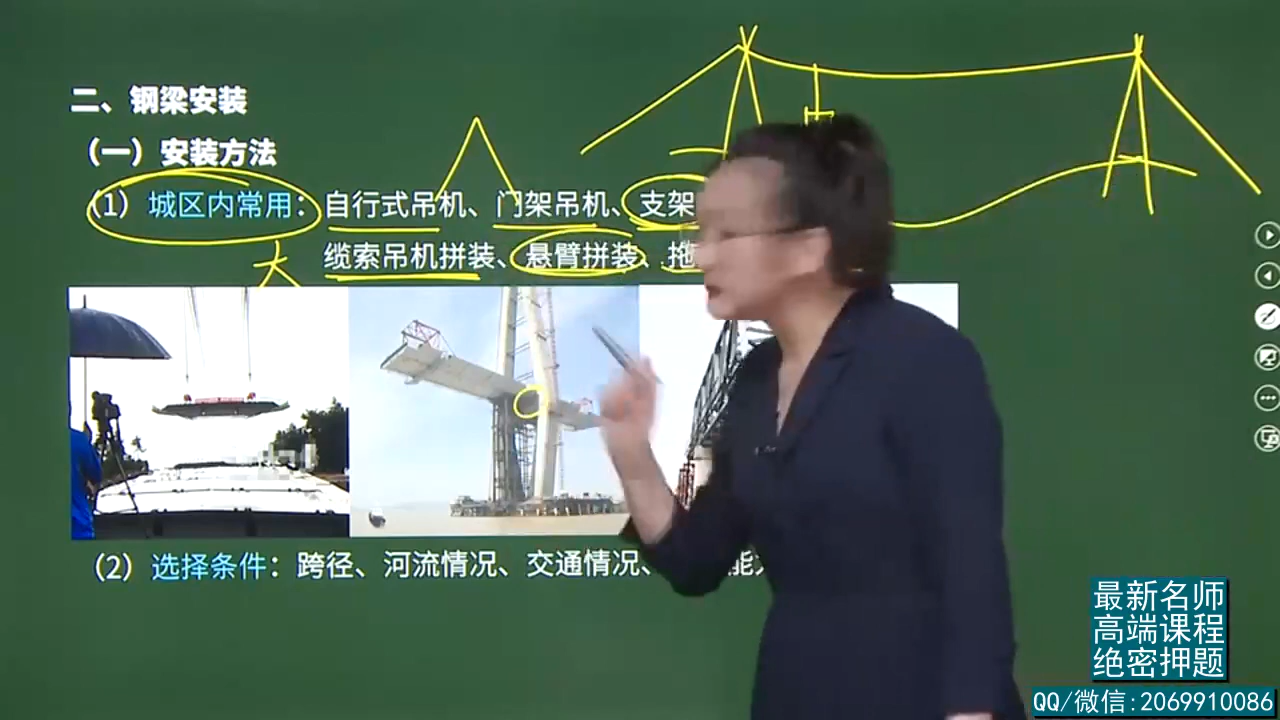 二、钢梁安装
（一）安装方法
（1）城区内常用：自行式吊机、门架吊机、支架
缆索吊机拼装、悬臂拼装、拖
（2）选择条件：跨径、河流情况、交通情况、能
最新名师
高端课程
绝密押题
QQ/微信:2069910086